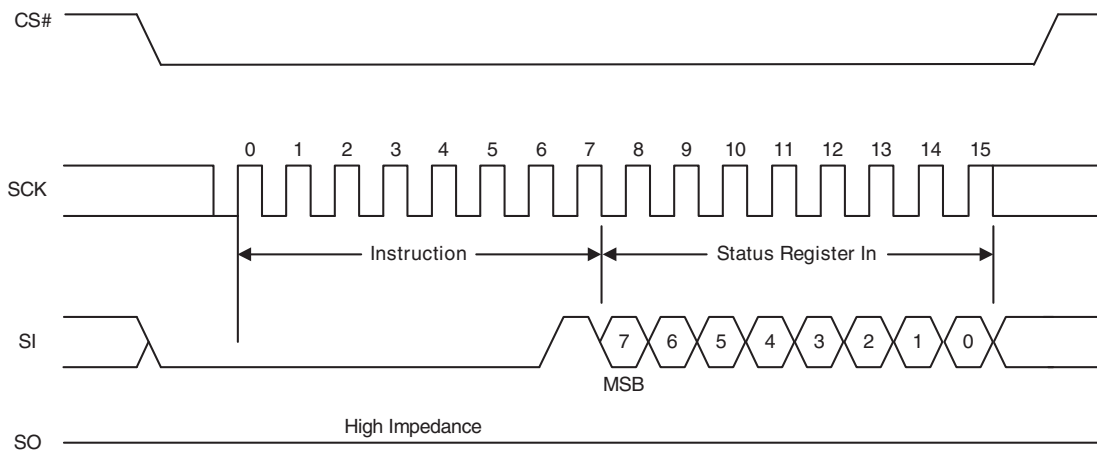 CS#
0 1 2 3 4 5 6 7 8 9 10 11 12 13 14 15
SCK
Instruction Status Register In
SI 7 6 5 4 3 2 1 0
MSB
High Impedance
SO